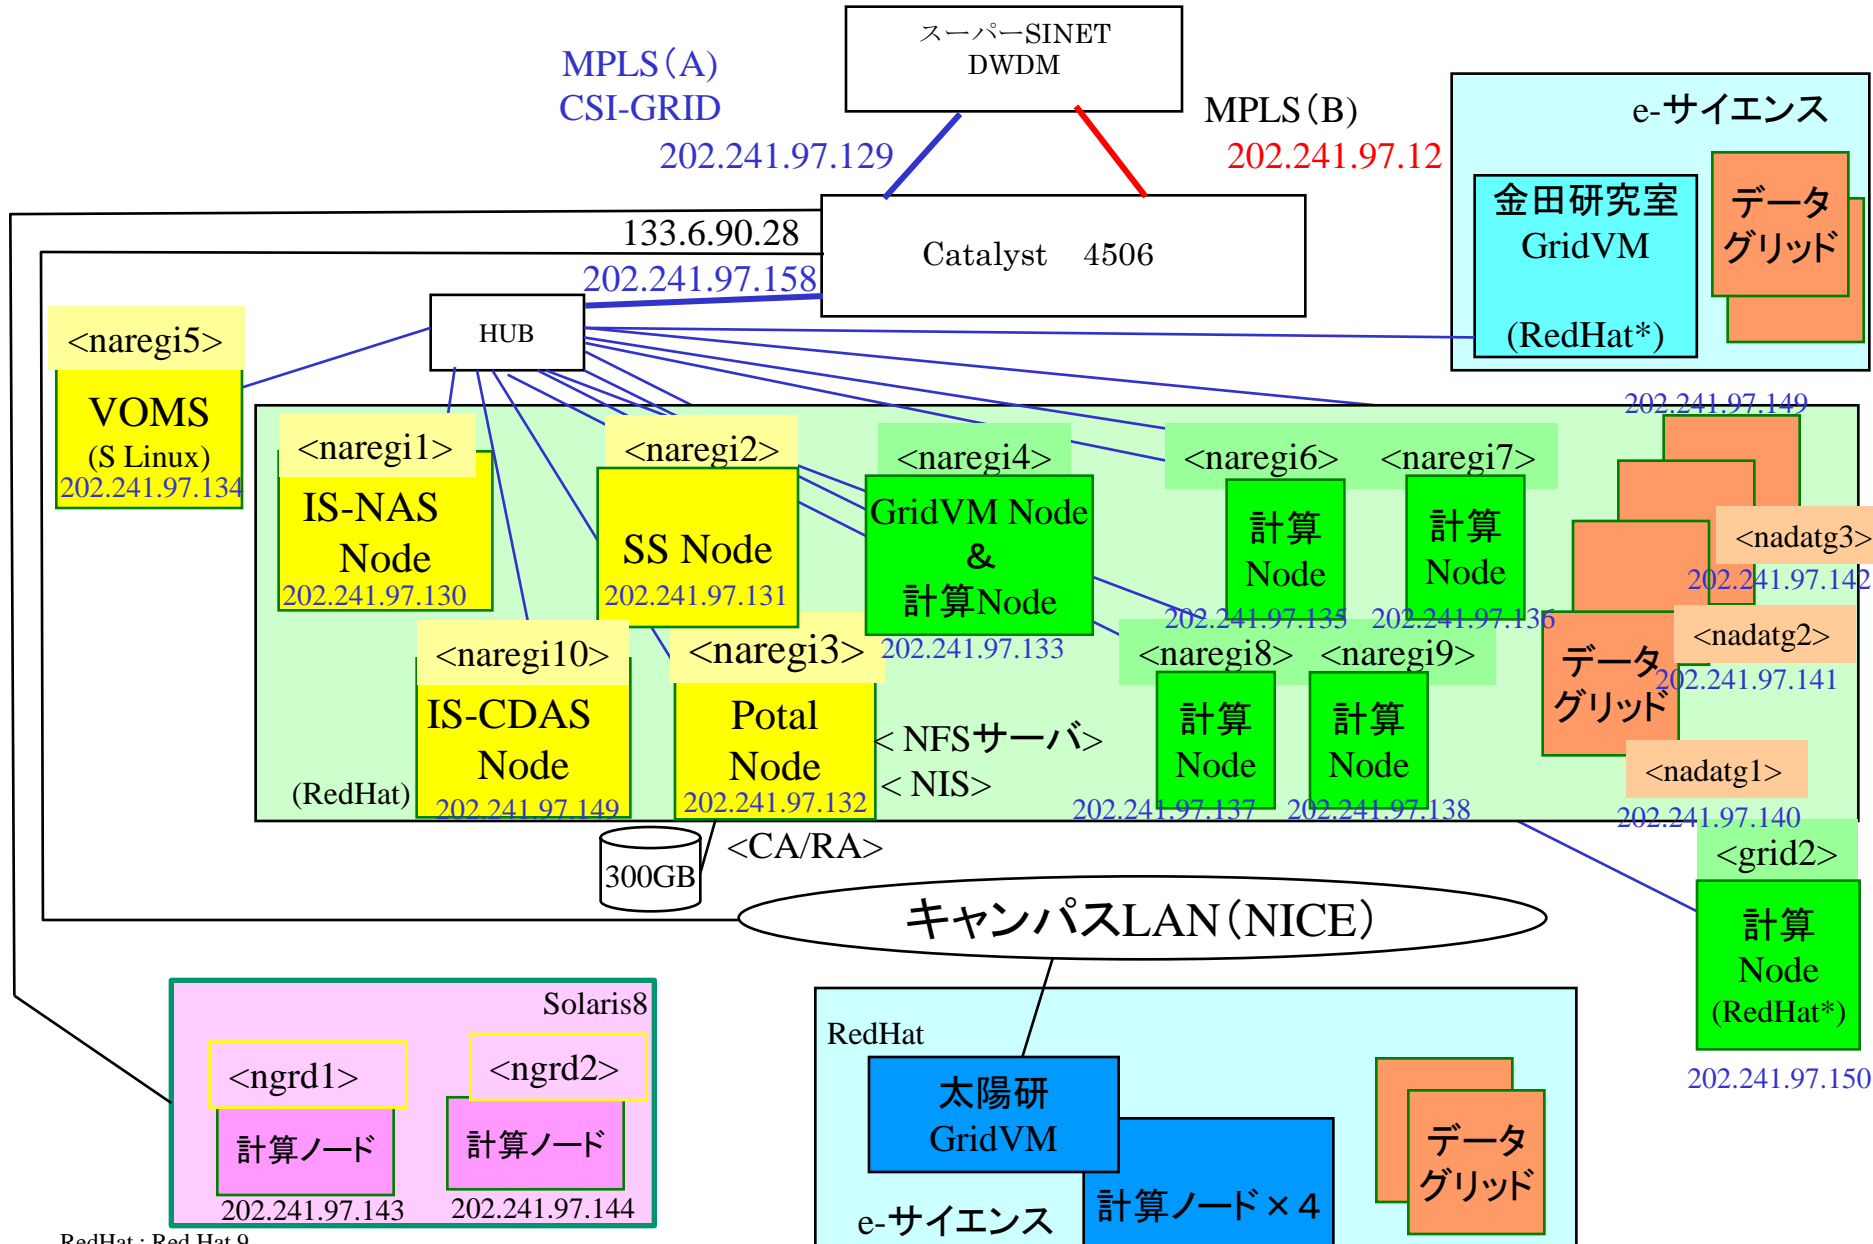 スーパーSINET
DWDM
MPLS(A)
CSI-GRID
202.241.97.129
MPLS(B)
202.241.97.12
e-サイエンス
金田研究室
GridVM
(RedHat*)
データ
グリッド
133.6.90.28
Catalyst 4506
202.241.97.158
HUB
<naregi5>
VOMS
(S Linux)
202.241.97.134
<naregi1>
IS-NAS
Node
202.241.97.130
<naregi2>
SS Node
202.241.97.131
<naregi4>
GridVM Node
&
計算Node
202.241.97.133
<naregi6>
計算
Node
202.241.97.135
<naregi7>
計算
Node
202.241.97.136
202.241.97.149
<nadatg3>
202.241.97.142
<nadatg2>
202.241.97.141
データ
グリッド
<nadatg1>
202.241.97.140
<naregi10>
IS-CDAS
Node
202.241.97.149
(RedHat)
<naregi3>
Potal
Node
202.241.97.132
< NFSサーバ>
< NIS>
<naregi8>
計算
Node
202.241.97.137
<naregi9>
計算
Node
202.241.97.138
300GB
<CA/RA>
キャンパスLAN(NICE)
<grid2>
計算
Node
(RedHat*)
202.241.97.150
Solaris8
<ngrd1>
計算ノード
202.241.97.143
<ngrd2>
計算ノード
202.241.97.144
RedHat
太陽研
GridVM
計算ノード×4
e-サイエンス
データ
グリッド
RedHat : Red Hat 9